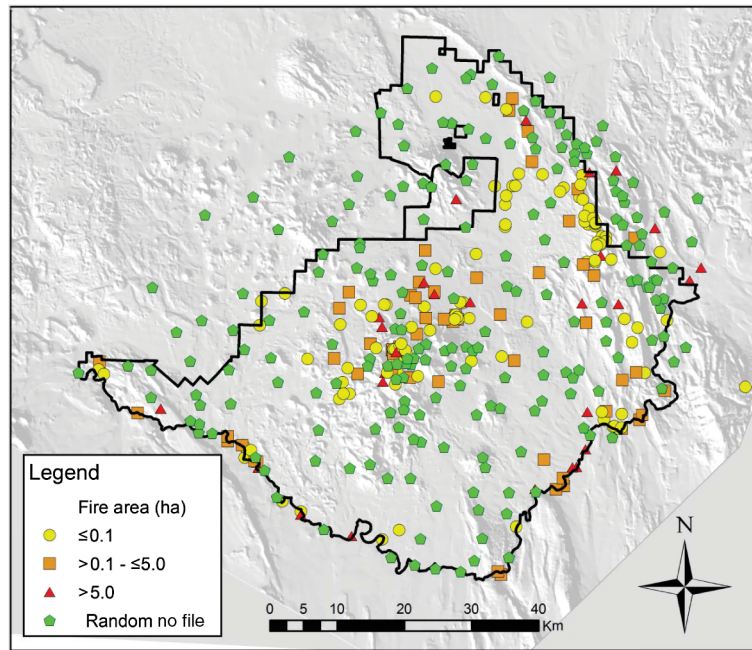 Legend
Fire area (ha)
≤0.1
>0.1 - ≤5.0
>5.0
Random no file
N
0 5 10 20 30 40
Km